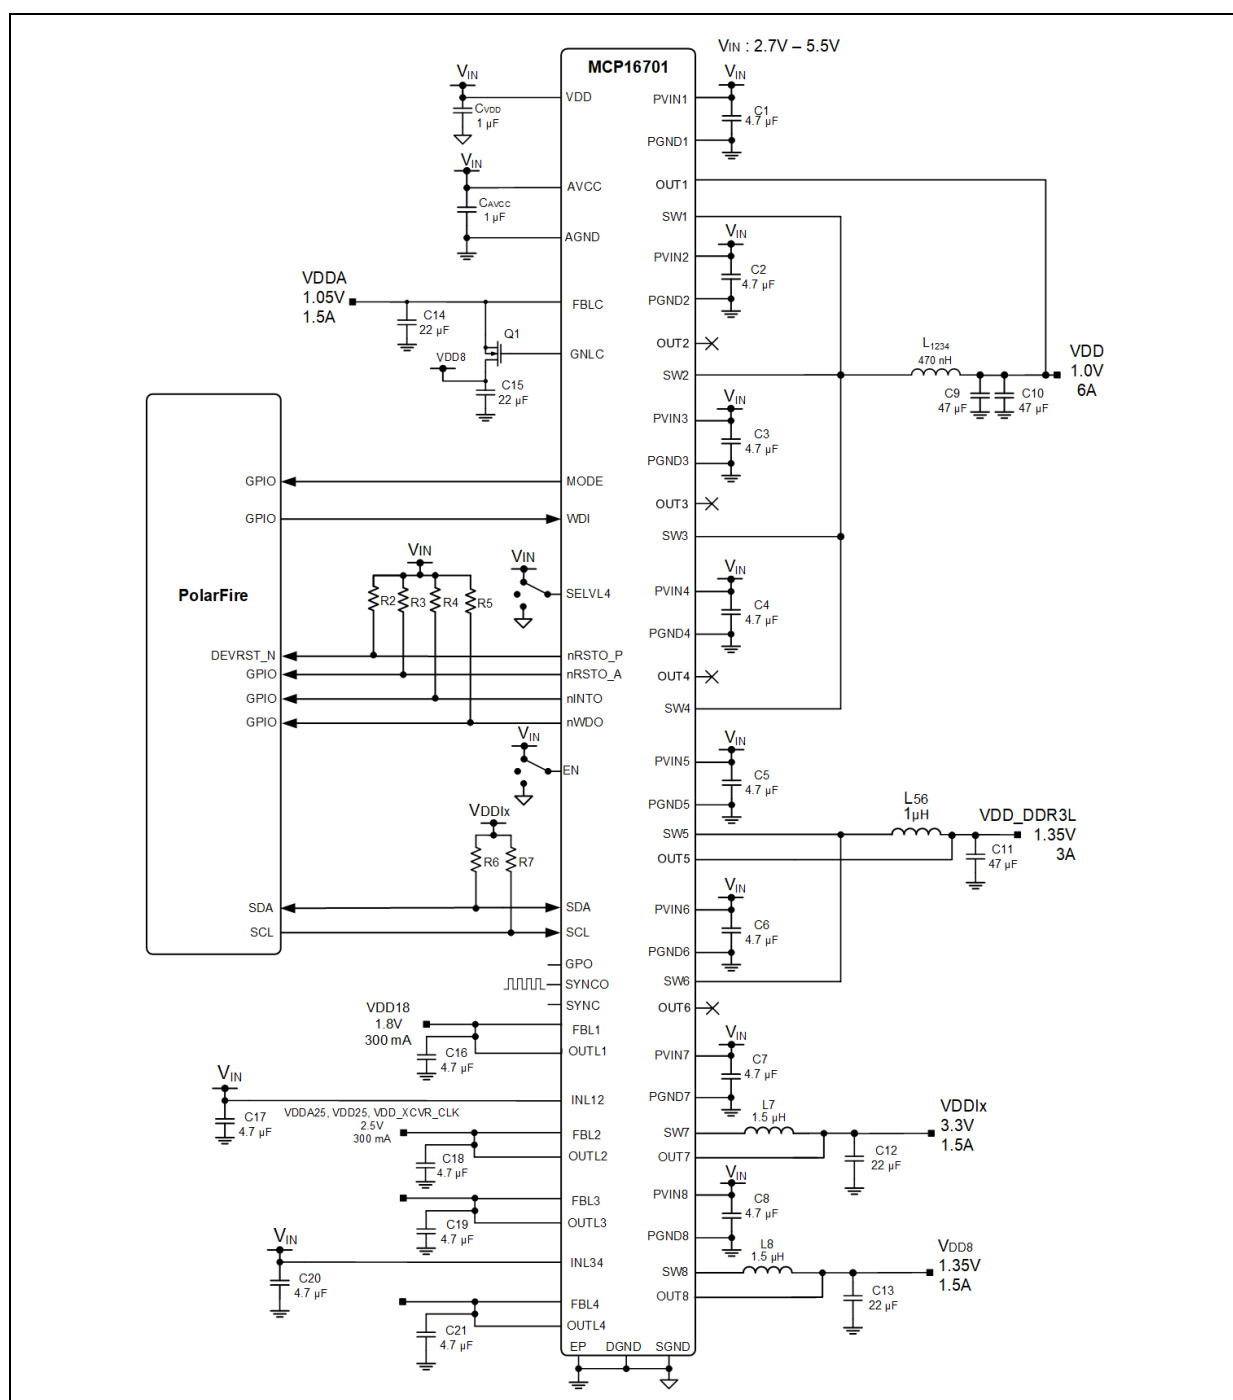 VIN : 2.7V – 5.5V
MCP16701
VIN
VDD
CVDD
1 µF
VIN
AVCC
CAVCC
1 µF
AGND
VDDA
1.05V
1.5A
FBLC
C14
22 µF
Q1
GNLC
VDD8
C15
22 µF
PolarFire
GPIO
MODE
GPIO
WDI
VIN
R2
R3
R4
R5
VIN
SELVL4
DEVRST_N
nRSTO_P
GPIO
nRSTO_A
GPIO
nINTO
GPIO
nWDO
VIN
EN
VDDIx
R6
R7
SDA
SDA
SCL
SCL
GPO
SYNCO
SYNC
VDD18
1.8V
300 mA
FBL1
OUTL1
C16
4.7 µF
VIN
INL12
C17
4.7 µF
VDDA25, VDD25, VDD_XCVR_CLK
2.5V
300 mA
FBL2
OUTL2
C18
4.7 µF
FBL3
OUTL3
C19
4.7 µF
VIN
INL34
C20
4.7 µF
FBL4
OUTL4
C21
4.7 µF
EP
DGND
SGND
VIN
PVIN1
C1
4.7 µF
PGND1
OUT1
SW1
VIN
PVIN2
C2
4.7 µF
PGND2
OUT2
SW2
L1234
470 nH
VDD
1.0V
6A
C9
47 µF
C10
47 µF
VIN
PVIN3
C3
4.7 µF
PGND3
OUT3
SW3
VIN
PVIN4
C4
4.7 µF
PGND4
OUT4
SW4
VIN
PVIN5
C5
4.7 µF
PGND5
SW5
OUT5
L56
1µH
VDD_DDR3L
1.35V
3A
C11
47 µF
VIN
PVIN6
C6
4.7 µF
PGND6
SW6
OUT6
VIN
PVIN7
C7
4.7 µF
PGND7
L7
1.5 µH
SW7
OUT7
VDDIx
3.3V
1.5A
C12
22 µF
VIN
PVIN8
C8
4.7 µF
PGND8
L8
1.5 µH
SW8
OUT8
VDD8
1.35V
1.5A
C13
22 µF